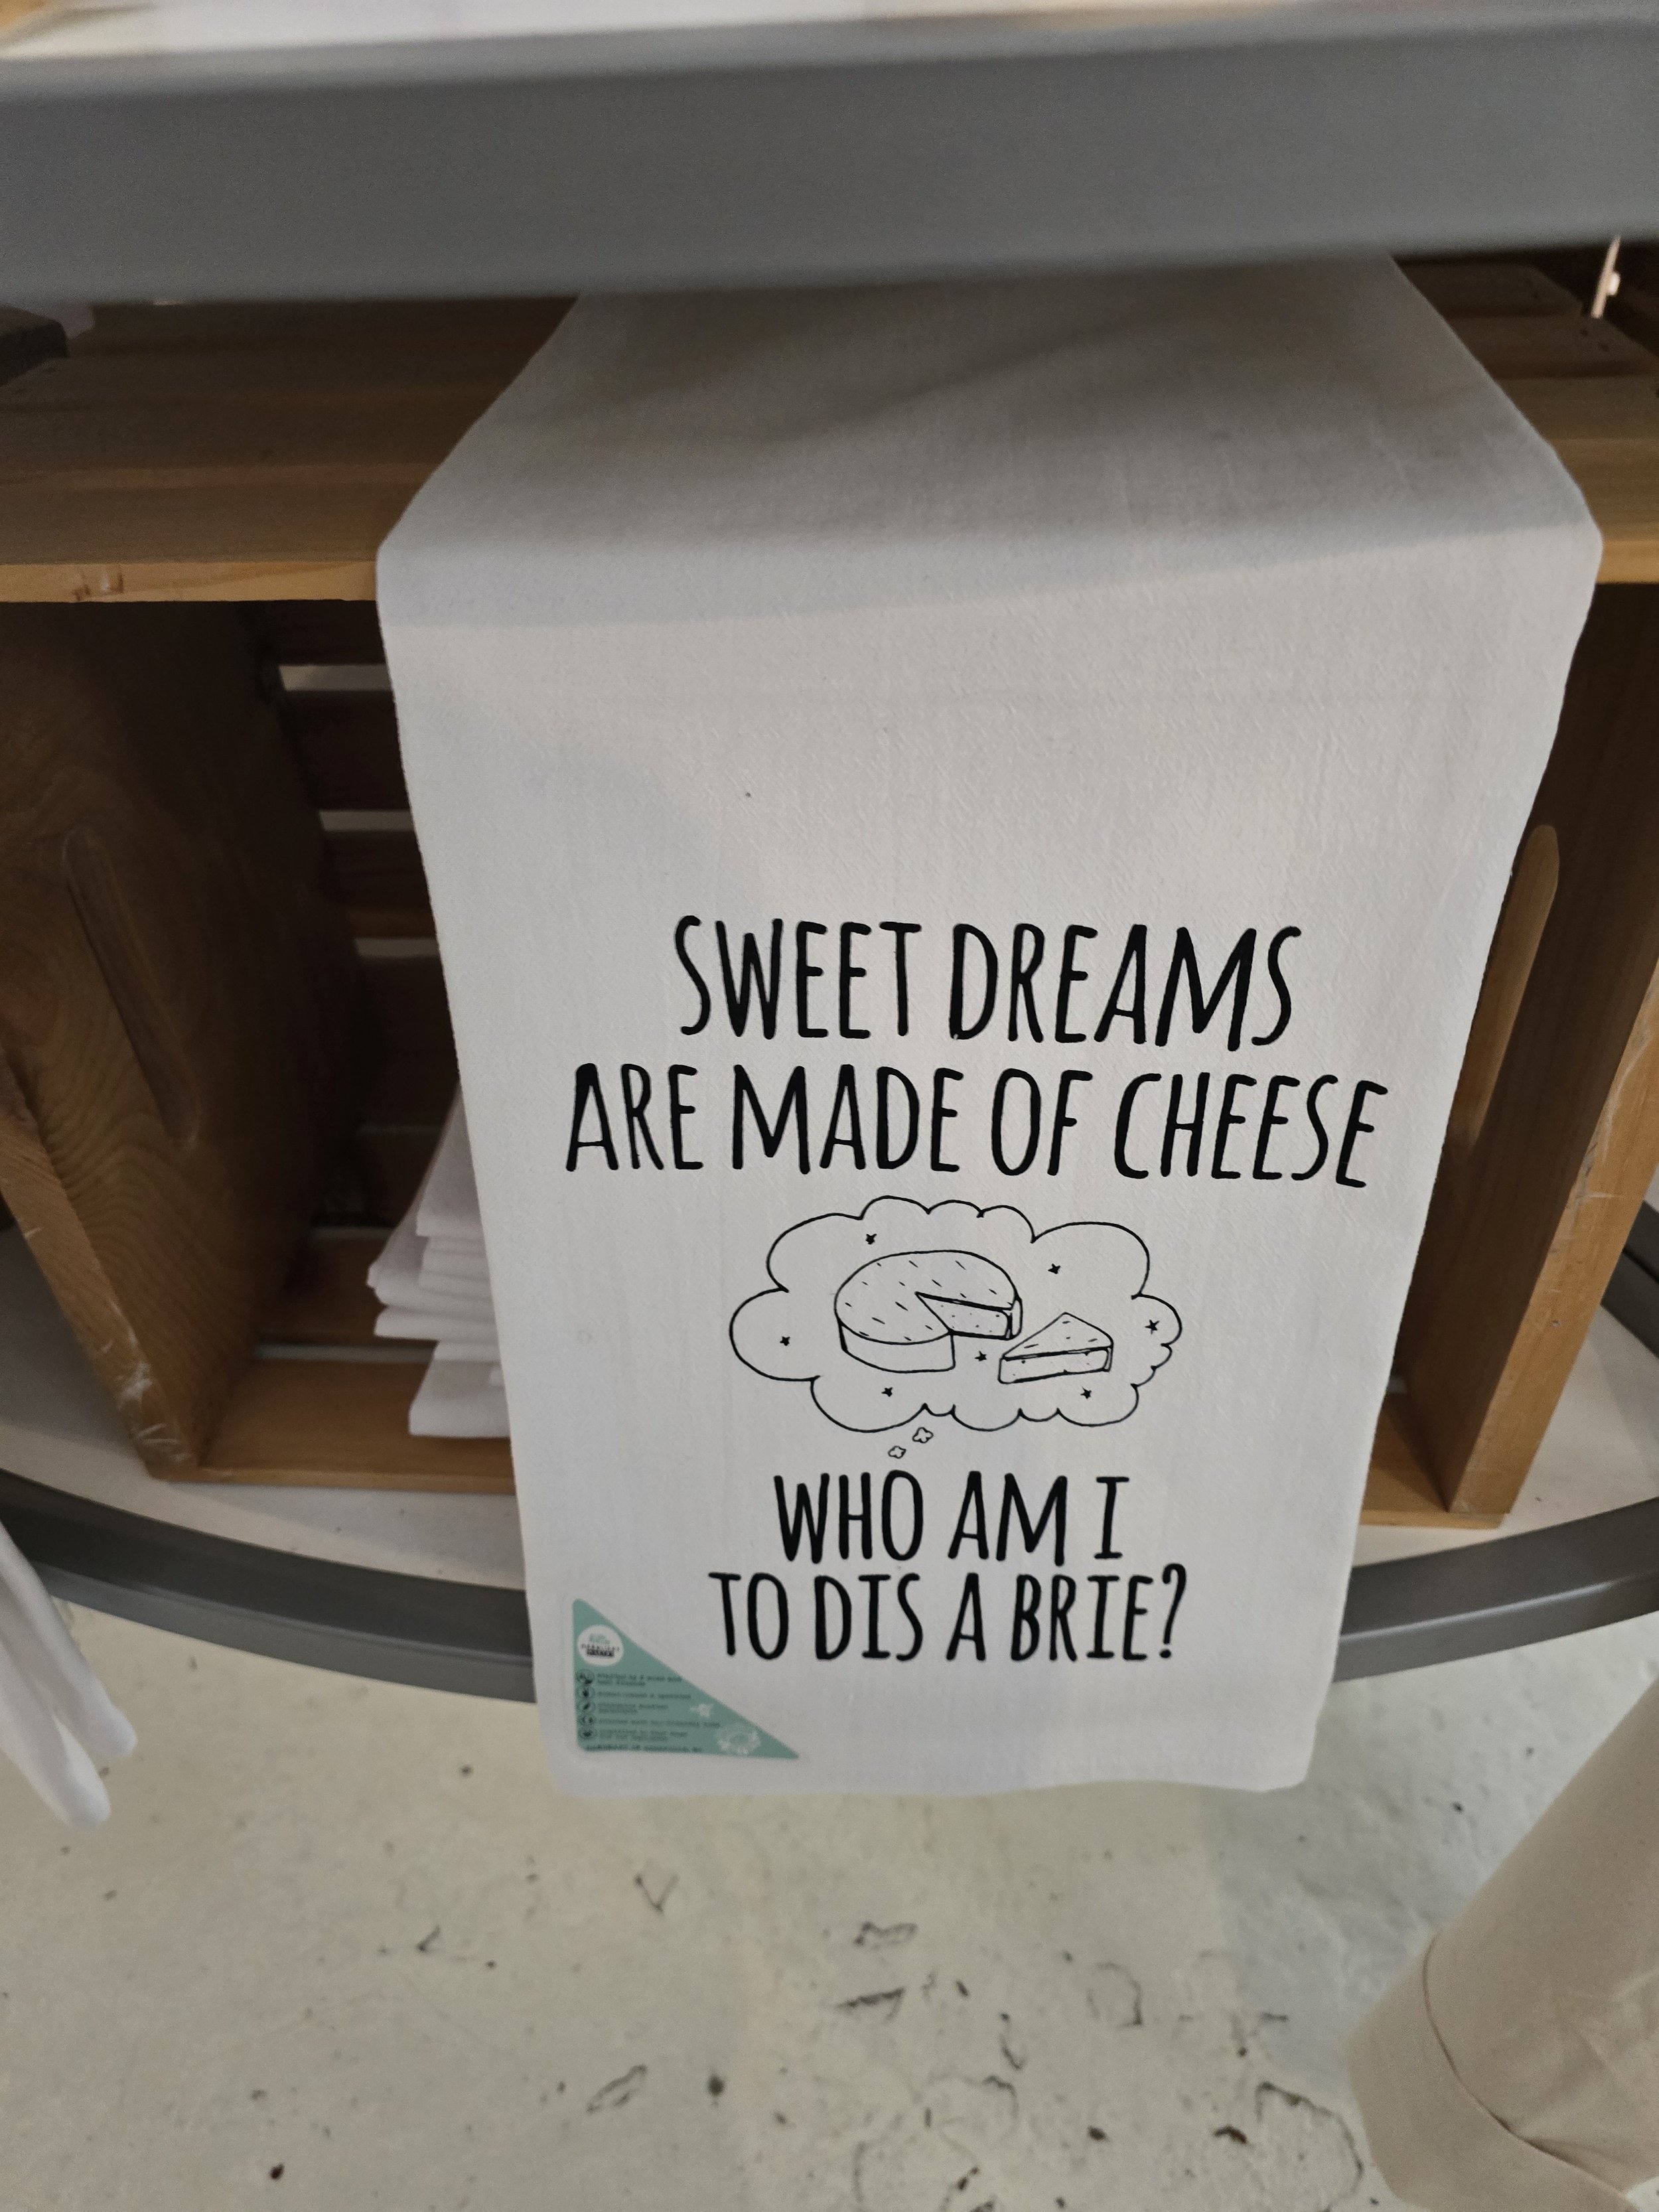 SWEET DREAMS
ARE MADE OF CHEESE
WHO AM I
TO DIS A BRIE?